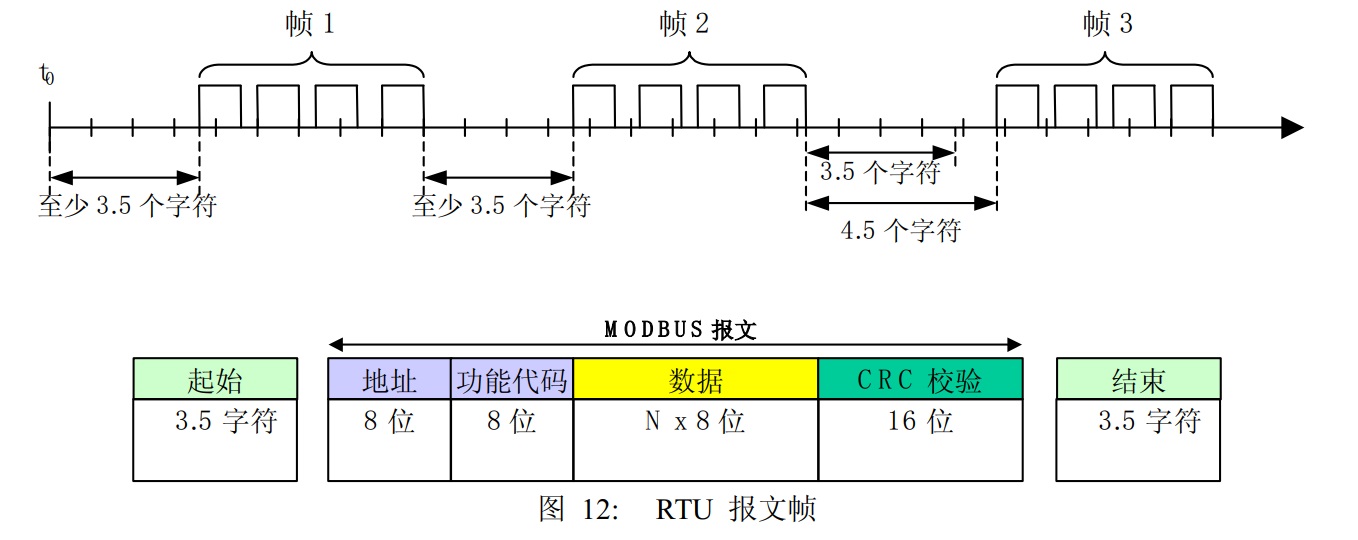 帧 1 帧 2 帧 3
t0
3.5 个字符
至少 3.5 个字符 至少 3.5 个字符
4.5 个字符
MODBUS 报文
起始 地址 功能代码 数据 CRC 校验 结束
3.5 字符 8 位 8 位 N x 8 位 16 位 3.5 字符
图 12: RTU 报文帧